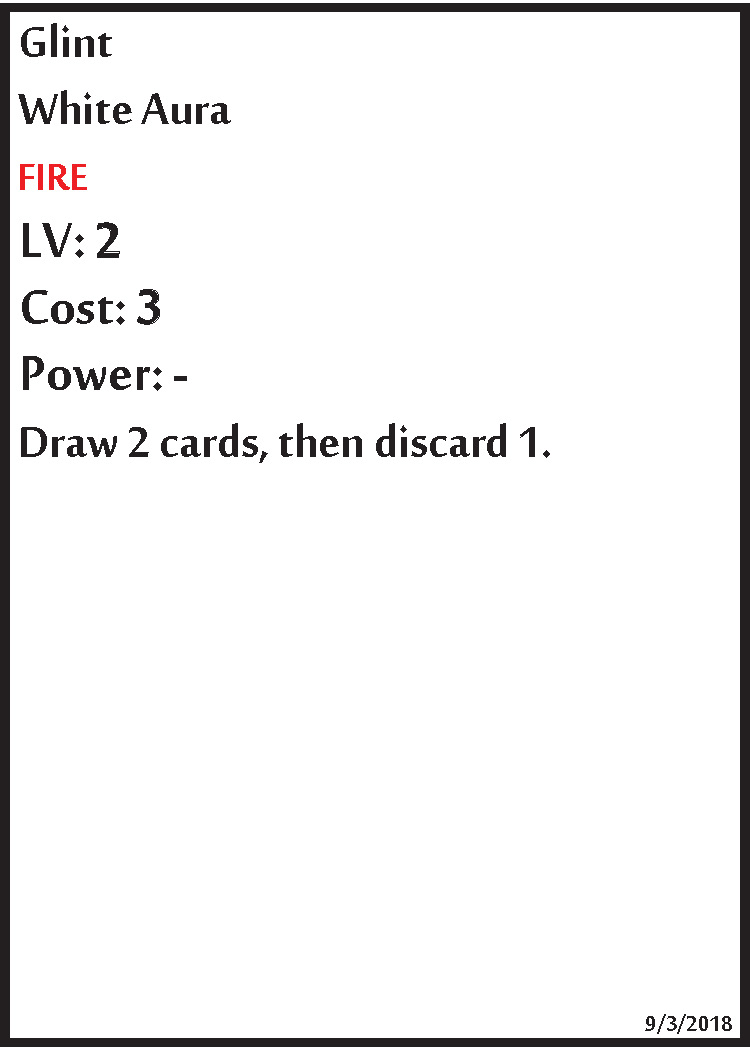 Glint
White Aura
FIRE
LV: 2
Cost: 3
Power: -
Draw 2 cards, then discard 1.
9/3/2018